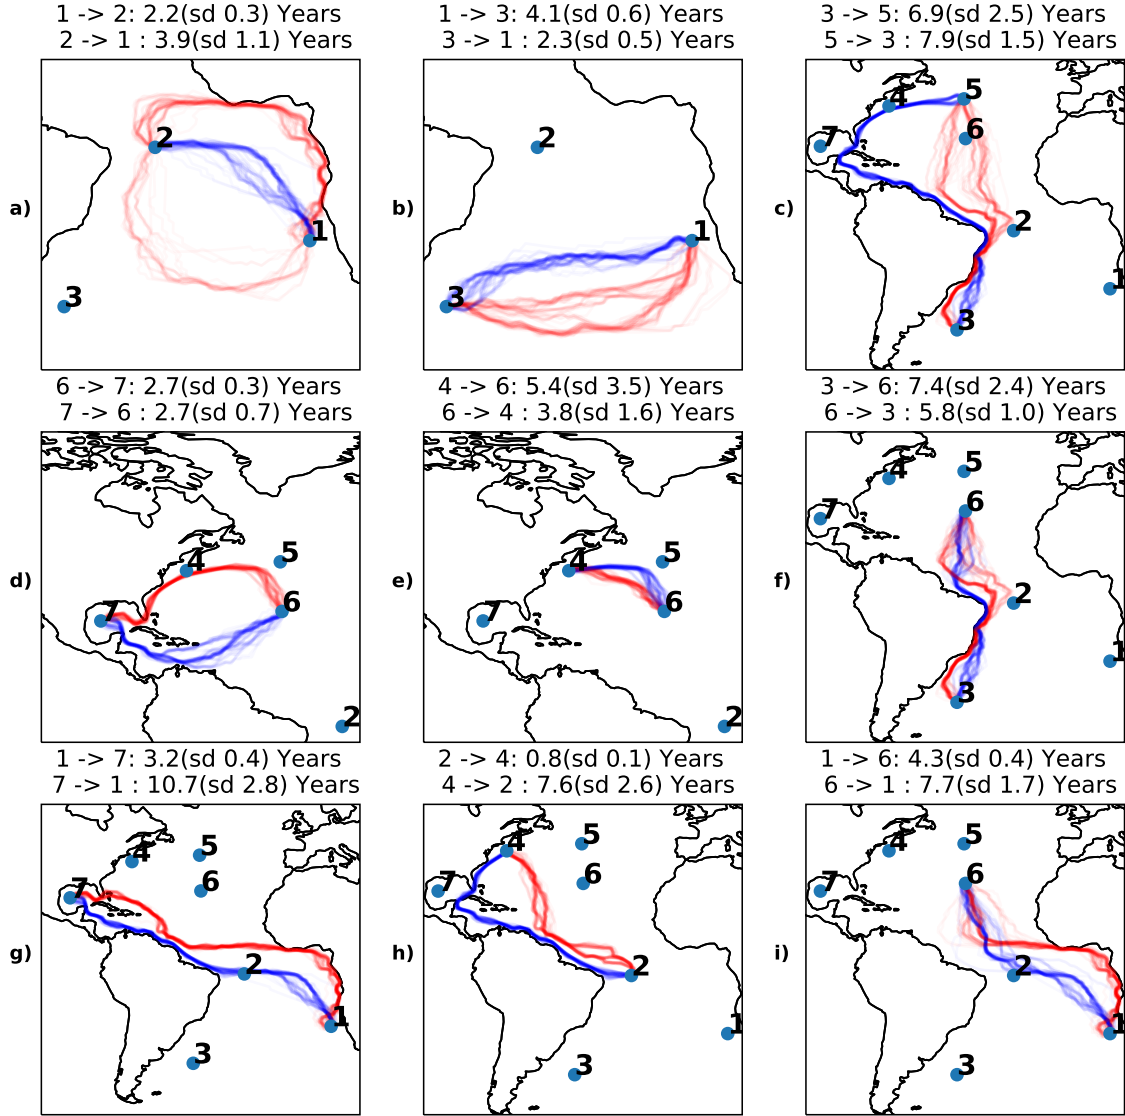 1 -> 2: 2.2(sd 0.3) Years
2 -> 1 : 3.9(sd 1.1) Years
1 -> 3: 4.1(sd 0.6) Years
3 -> 1 : 2.3(sd 0.5) Years
3 -> 5: 6.9(sd 2.5) Years
5 -> 3 : 7.9(sd 1.5) Years
a)
2
1
3
b)
2
1
3
c)
4
5
7
6
2
1
3
6 -> 7: 2.7(sd 0.3) Years
7 -> 6 : 2.7(sd 0.7) Years
4 -> 6: 5.4(sd 3.5) Years
6 -> 4 : 3.8(sd 1.6) Years
3 -> 6: 7.4(sd 2.4) Years
6 -> 3 : 5.8(sd 1.0) Years
d)
5
4
6
7
2
e)
5
4
6
7
2
f)
5
4
6
7
2
1
3
1 -> 7: 3.2(sd 0.4) Years
7 -> 1 : 10.7(sd 2.8) Years
2 -> 4: 0.8(sd 0.1) Years
4 -> 2 : 7.6(sd 2.6) Years
1 -> 6: 4.3(sd 0.4) Years
6 -> 1 : 7.7(sd 1.7) Years
g)
5
4
6
7
2
1
3
h)
5
4
6
7
2
1
3
i)
5
4
6
7
2
1
3